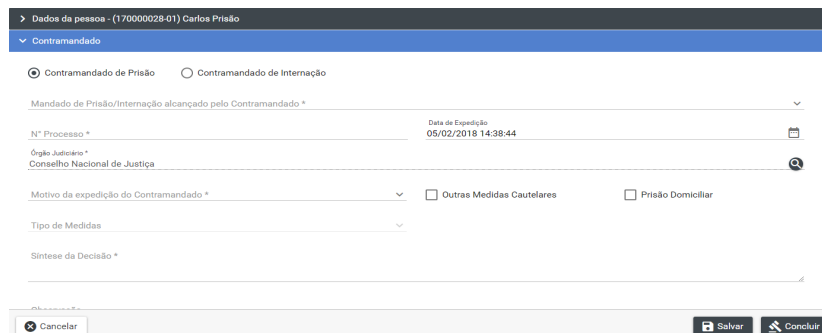 Dados da pessoa - (170000028-01) Carlos Prisão
Contramandado
Contramandado de Prisão Contramandado de Internação
Mandado de Prisão/Internação alcançado pelo Contramandado *
Data de Expedição
N° Processo * 05/02/2018 14:38:44
Órgão Judiciário *
Conselho Nacional de Justiça
Motivo da expedição do Contramandado * Outras Medidas Cautelares Prisão Domiciliar
Tipo de Medidas
Síntese da Decisão *
Cancelar Salvar Concluir